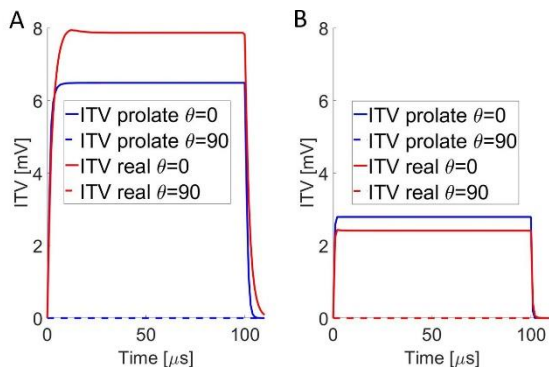 A
ITV [mV]
8
6
4
2
0
ITV prolate θ=0
ITV prolate θ=90
ITV real θ=0
ITV real θ=90
0
50
100
Time [μs]
B
ITV [mV]
8
6
4
2
0
ITV prolate θ=0
ITV prolate θ=90
ITV real θ=0
ITV real θ=90
0
50
100
Time [μs]